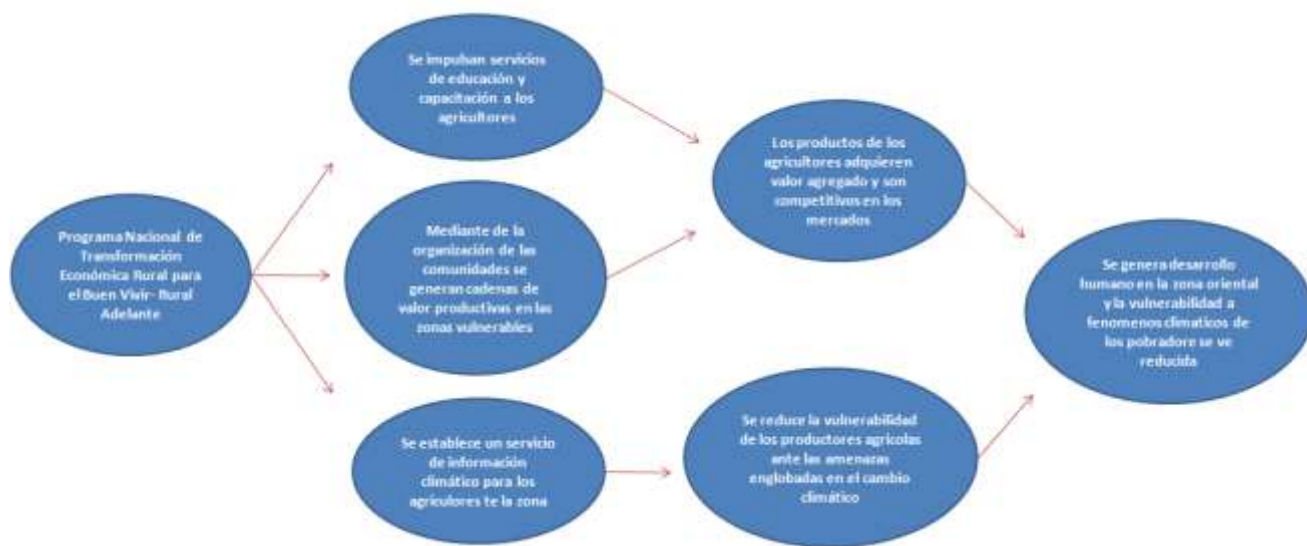 Se impulsan servicios
de educación y
capacitación a los
agricultores
Los productos de los
agricultores adquieren
valor agregado y son
competitivos en los
mercados
Programa Nacional de
Transformación
Económica Rural para
el Buen Vivir- Rural
Adelante
Mediante de la
organización de las
comunidades se
generan cadenas de
valor productivas en las
zonas vulnerables
Se genera desarrollo
humano en la zona oriental
y la vulnerabilidad a
fenomenos climaticos de
los pobradore se ve
reducida
Se establece un servicio
de información
climático para los
agriculores te la zona
Se reduce la vulnerabilidad
de los productores agrícolas
ante las amenazas
englobadas en el cambio
climático